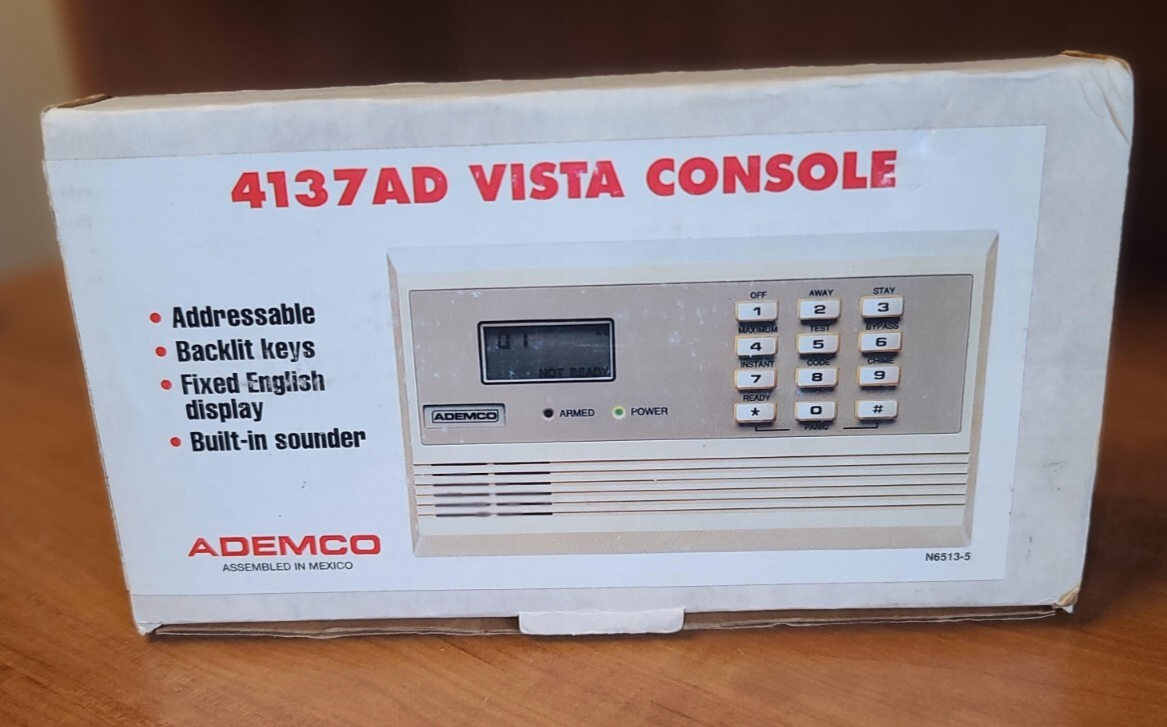 4137AD VISTA CONSOLE
• Addressable
• Backlit keys
• Fixed English
display
• Built-in sounder
ADEMCO
ASSEMBLED IN MEXICO
01
NOT READY
ADEMCO
ARMED
POWER
OFF AWAY STAY
1 2 3
MAXIMUM TEST BYPASS
4 5 6
INSTANT CODE CHIME
7 8 9
READY
* 0 #
PANIC
N6513-5